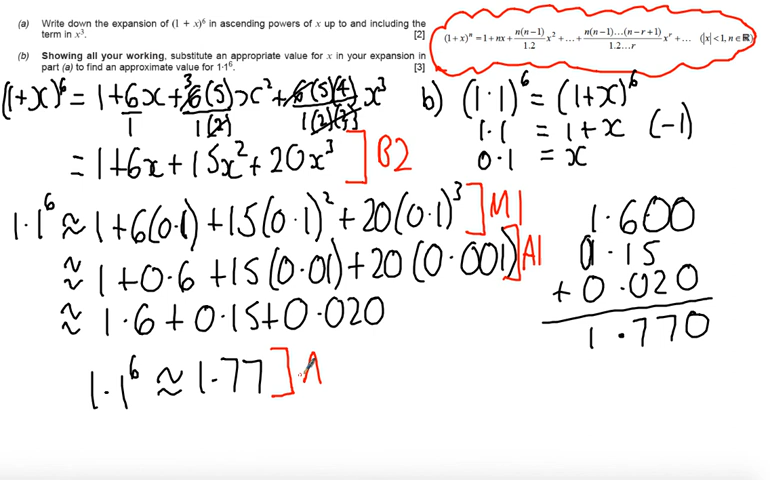 (a) Write down the expansion of (1 + x)⁶ in ascending powers of x up to and including the term in x³. [2]
(b) Showing all your working, substitute an appropriate value for x in your expansion in part (a) to find an approximate value for 1·1⁶. [3]
(1+x)ⁿ = 1 + nx + n(n−1)/1.2 x² + … + n(n−1)…(n−r+1)/1.2…r xʳ + … (|x| < 1, n ∈ ℝ)
(1+x)⁶ = 1 + 6x/1 + ³6(5)/1(2) x² + 6(5)(4)/1(2)(3) x³
= 1 + 6x + 15x² + 20x³ ] B2
b) (1·1)⁶ = (1+x)⁶
1·1 = 1 + x (−1)
0·1 = x
1·1⁶ ≈ 1 + 6(0·1) + 15(0·1)² + 20(0·1)³ ] M1
≈ 1 + 0·6 + 15(0·01) + 20(0·001) ] A1
≈ 1·6 + 0·15 + 0·020
1·1⁶ ≈ 1·77 ] A
1·600
0·15
+ 0·020
1·770